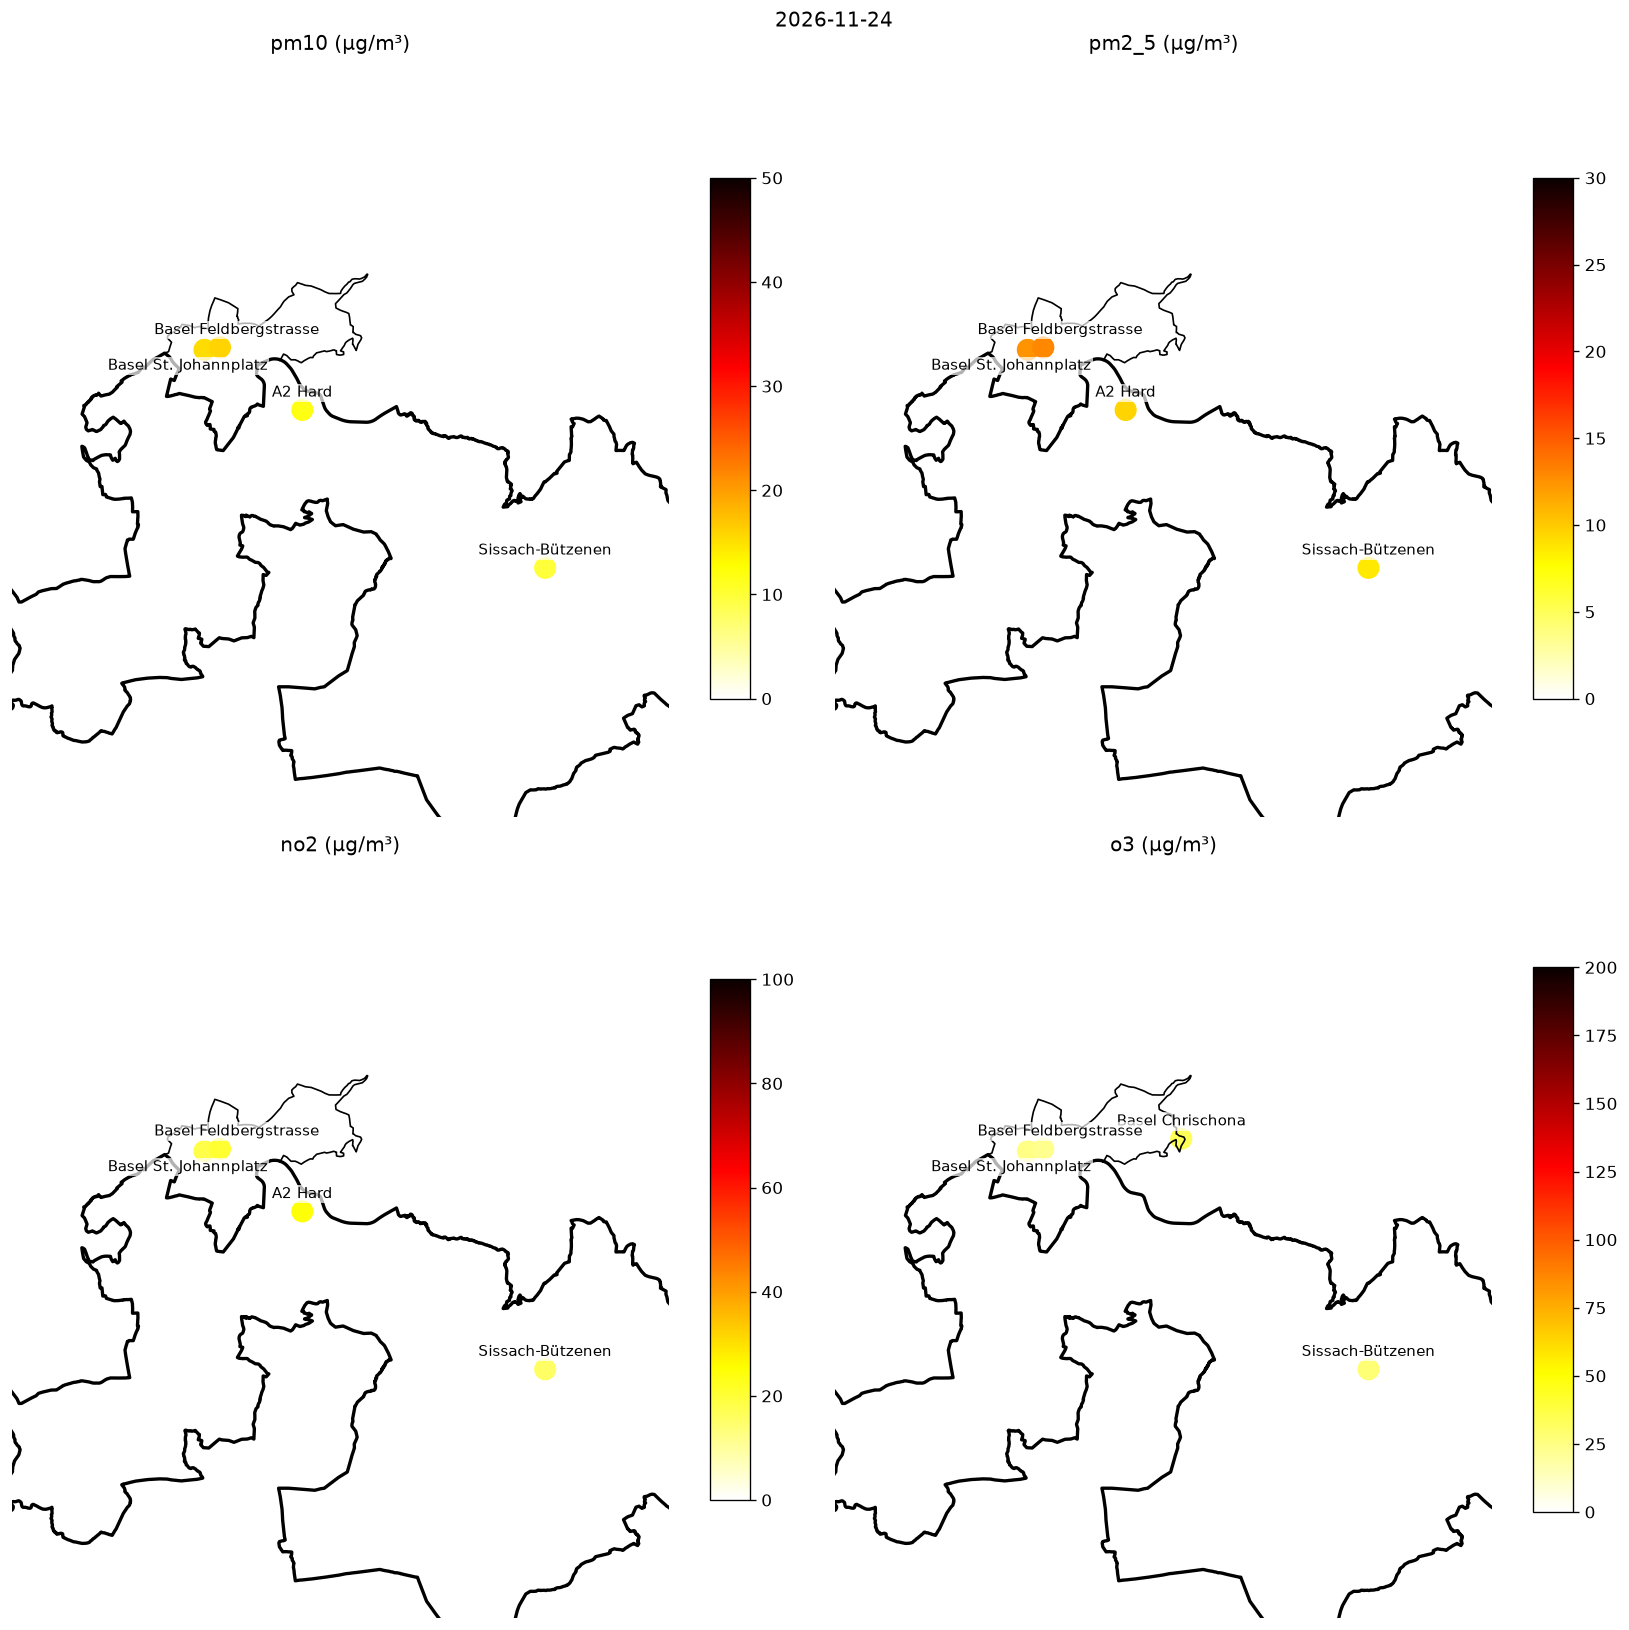 2026-11-24
pm10 (µg/m³)
50
40
30
20
10
0
Basel Feldbergstrasse
Basel St. Johannplatz
A2 Hard
Sissach-Bützenen
pm2_5 (µg/m³)
30
25
20
15
10
5
0
Basel Feldbergstrasse
Basel St. Johannplatz
A2 Hard
Sissach-Bützenen
no2 (µg/m³)
100
80
60
40
20
0
Basel Feldbergstrasse
Basel St. Johannplatz
A2 Hard
Sissach-Bützenen
o3 (µg/m³)
200
175
150
125
100
75
50
25
0
Basel Chrischona
Basel Feldbergstrasse
Basel St. Johannplatz
Sissach-Bützenen